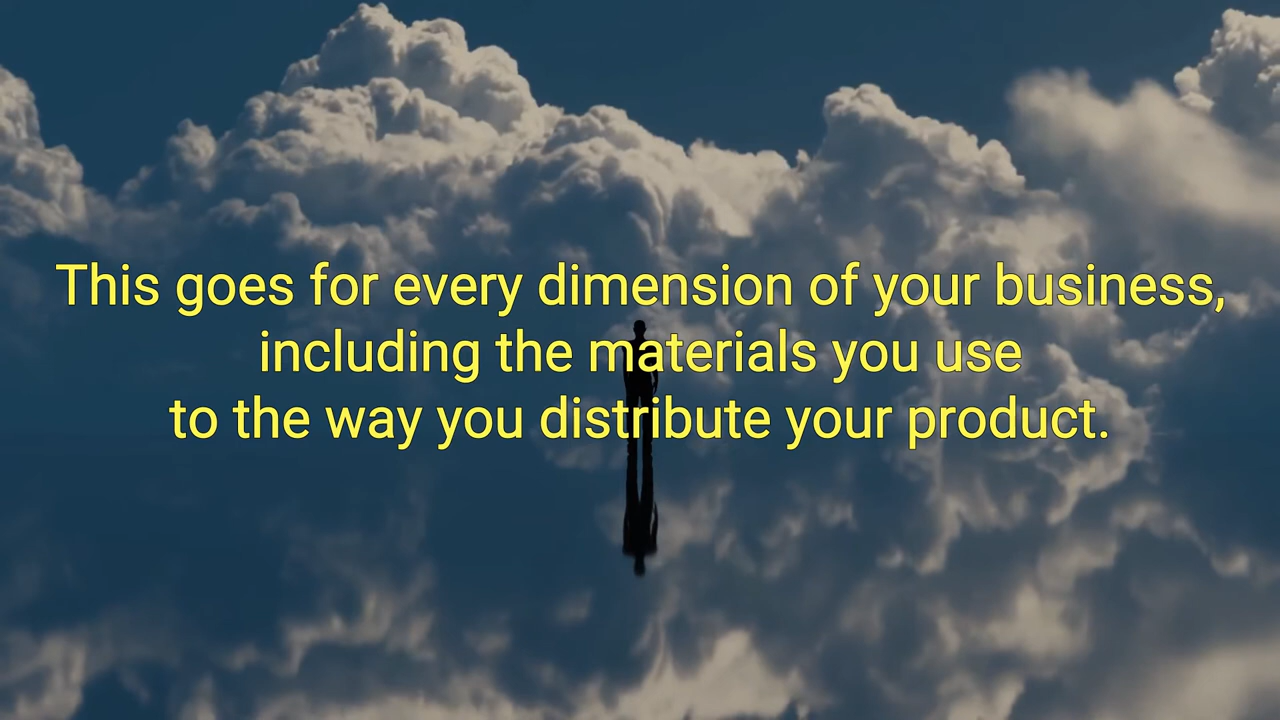 This goes for every dimension of your business,
including the materials you use
to the way you distribute your product.